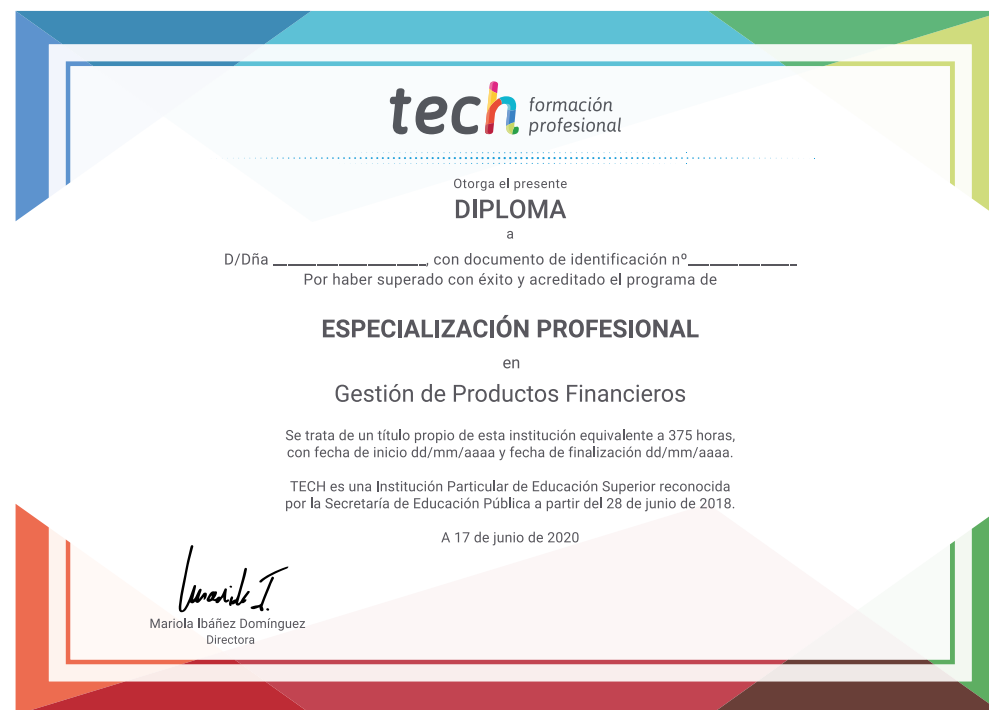 tech formación
profesional
Otorga el presente
DIPLOMA
a
D/Dña ____________________, con documento de identificación nº______________
Por haber superado con éxito y acreditado el programa de
ESPECIALIZACIÓN PROFESIONAL
en
Gestión de Productos Financieros
Se trata de un título propio de esta institución equivalente a 375 horas,
con fecha de inicio dd/mm/aaaa y fecha de finalización dd/mm/aaaa.
TECH es una Institución Particular de Educación Superior reconocida
por la Secretaría de Educación Pública a partir del 28 de junio de 2018.
A 17 de junio de 2020
Mariola Ibáñez Domínguez
Directora